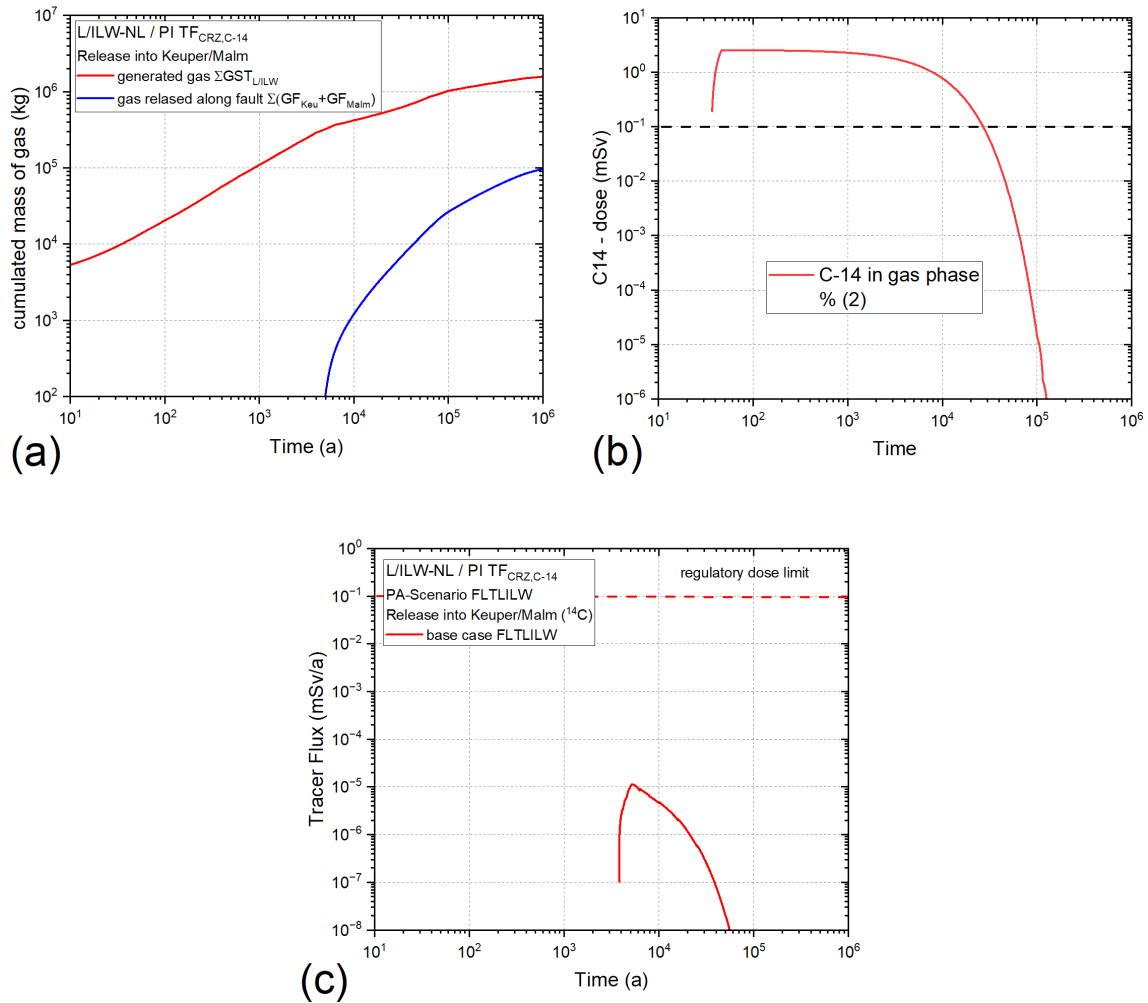 L/ILW-NL / PI TF_CRZ,C-14
Release into Keuper/Malm
generated gas ΣGST_L/ILW
gas relased along fault Σ(GF_Keu+GF_Malm)
cumulated mass of gas (kg)
10^7
10^6
10^5
10^4
10^3
10^2
10^1 10^2 10^3 10^4 10^5 10^6
Time (a)
(a)
C14 - dose (mSv)
10^1
10^0
10^-1
10^-2
10^-3
10^-4
10^-5
10^-6
C-14 in gas phase
% (2)
10^1 10^2 10^3 10^4 10^5 10^6
Time
(b)
Tracer Flux (mSv/a)
10^0
10^-1
10^-2
10^-3
10^-4
10^-5
10^-6
10^-7
10^-8
L/ILW-NL / PI TF_CRZ,C-14
PA-Scenario FLTLILW
Release into Keuper/Malm (^14C)
base case FLTLILW
regulatory dose limit
10^1 10^2 10^3 10^4 10^5 10^6
Time (a)
(c)